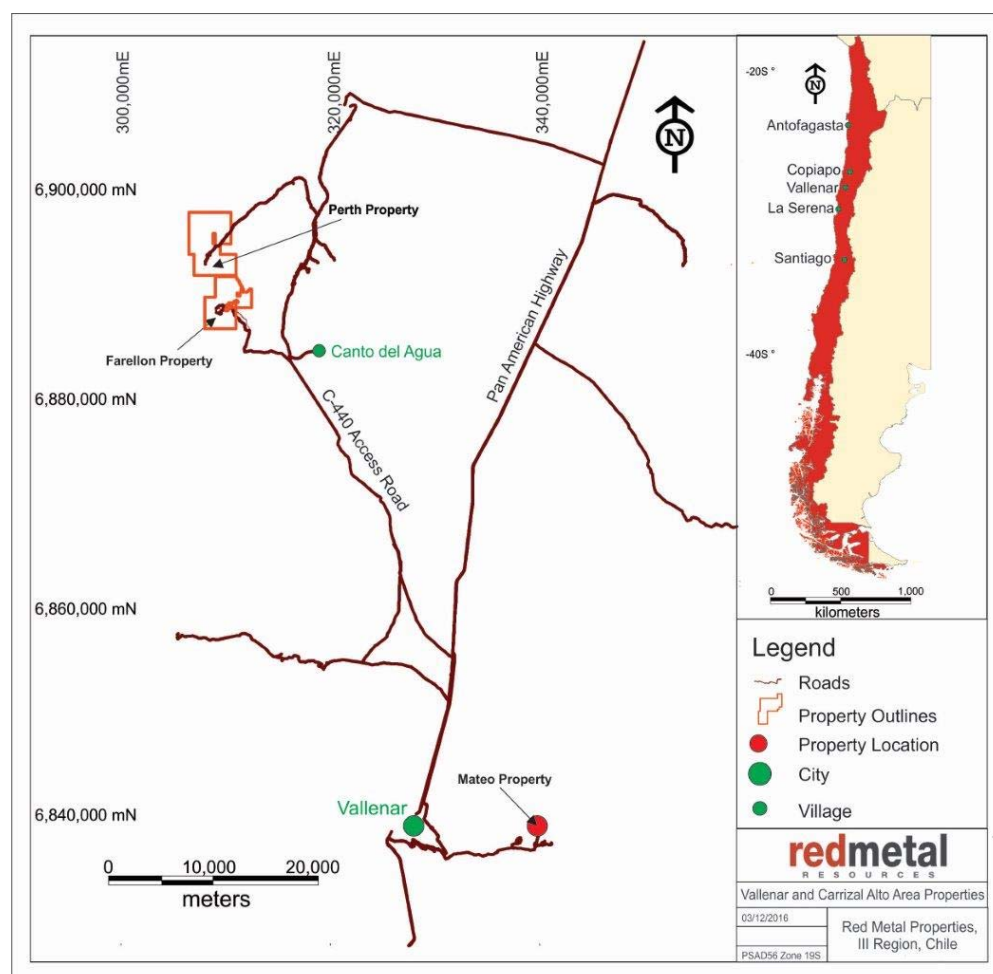 300,000mE
320,000mE
340,000mE
6,900,000 mN
6,880,000 mN
6,860,000 mN
6,840,000 mN
N
Perth Property
Farellon Property
Canto del Agua
C-440 Access Road
Pan American Highway
Vallenar
Mateo Property
0 10,000 20,000
meters
-20S °
N
Antofagasta
Copiapo
Vallenar
La Serena
Santiago
-40S °
0 500 1,000
kilometers
Legend
Roads
Property Outlines
Property Location
City
Village
redmetal
RESOURCES
Vallenar and Carrizal Alto Area Properties
03/12/2016
Red Metal Properties,
III Region, Chile
PSAD56 Zone 19S